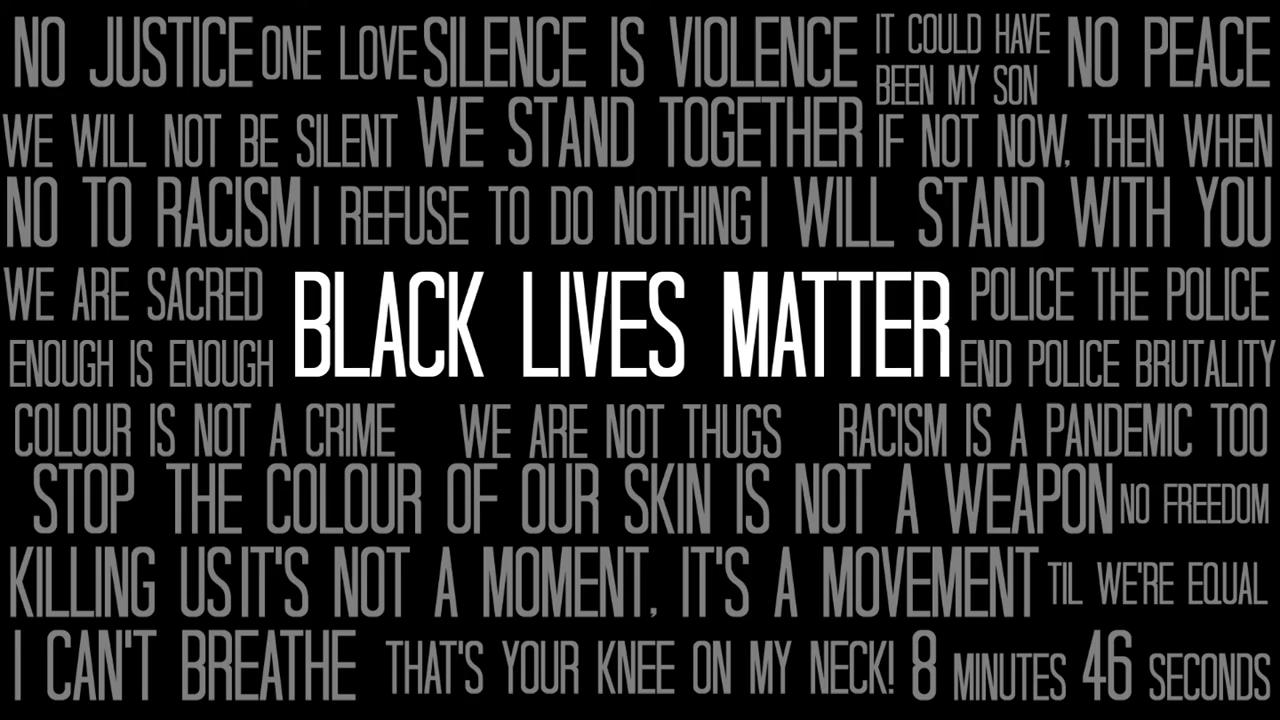 NO JUSTICE ONE LOVE SILENCE IS VIOLENCE IT COULD HAVE BEEN MY SON NO PEACE
WE WILL NOT BE SILENT WE STAND TOGETHER IF NOT NOW, THEN WHEN
NO TO RACISM I REFUSE TO DO NOTHING I WILL STAND WITH YOU
WE ARE SACRED BLACK LIVES MATTER POLICE THE POLICE
ENOUGH IS ENOUGH END POLICE BRUTALITY
COLOUR IS NOT A CRIME WE ARE NOT THUGS RACISM IS A PANDEMIC TOO
STOP THE COLOUR OF OUR SKIN IS NOT A WEAPON NO FREEDOM
KILLING US IT'S NOT A MOMENT, IT'S A MOVEMENT TIL WE'RE EQUAL
I CAN'T BREATHE THAT'S YOUR KNEE ON MY NECK! 8 MINUTES 46 SECONDS